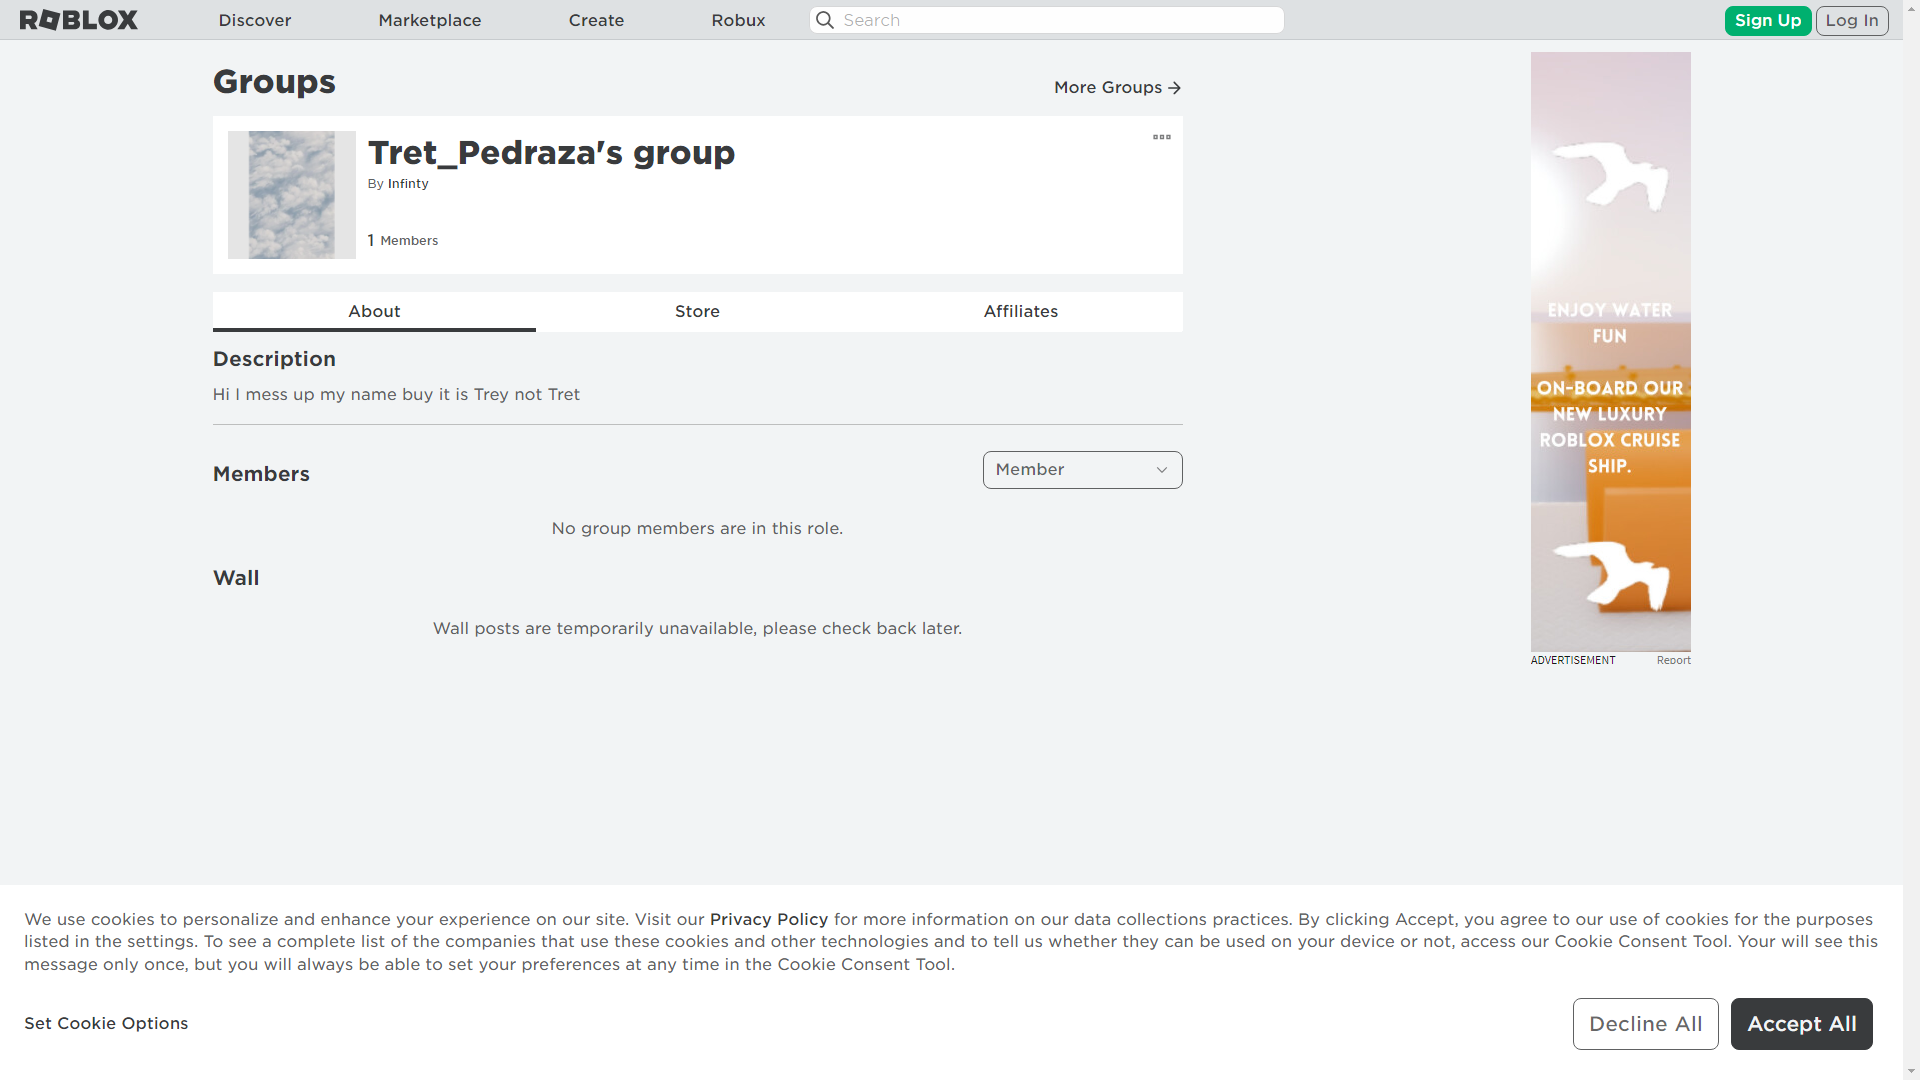 ROBLOX Discover Marketplace Create Robux Search Sign Up Log In
Groups
More Groups
Tret_Pedraza's group
By Infinty
1 Members
About Store Affiliates
Description
Hi I mess up my name buy it is Trey not Tret
Members
Member
No group members are in this role.
Wall
Wall posts are temporarily unavailable, please check back later.
ENJOY WATER
FUN
ON-BOARD OUR
NEW LUXURY
ROBLOX CRUISE
SHIP.
ADVERTISEMENT Report
We use cookies to personalize and enhance your experience on our site. Visit our Privacy Policy for more information on our data collections practices. By clicking Accept, you agree to our use of cookies for the purposes
listed in the settings. To see a complete list of the companies that use these cookies and other technologies and to tell us whether they can be used on your device or not, access our Cookie Consent Tool. Your will see this
message only once, but you will always be able to set your preferences at any time in the Cookie Consent Tool.
Set Cookie Options
Decline All
Accept All